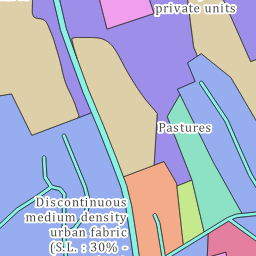 private units
Pastures
Discontinuous
medium density
urban fabric
(S.L. : 30% -